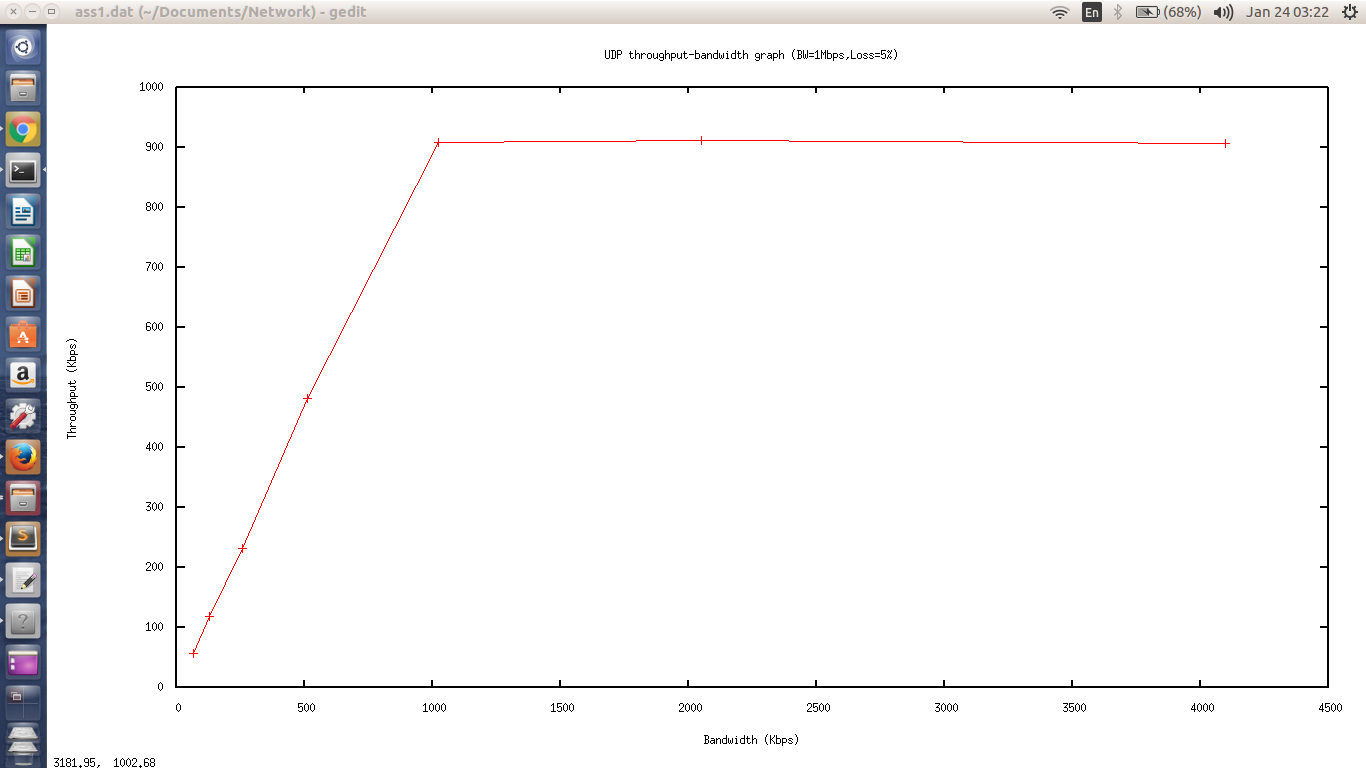 ass1.dat (~/Documents/Network) - gedit
En
(68%)
Jan 24 03:22
UDP throughput-bandwidth graph (BW=1Mbps,Loss=5%)
1000
900
800
700
600
500
400
300
200
100
0
Throughput (Kbps)
0 500 1000 1500 2000 2500 3000 3500 4000 4500
Bandwidth (Kbps)
3181.95, 1002.68